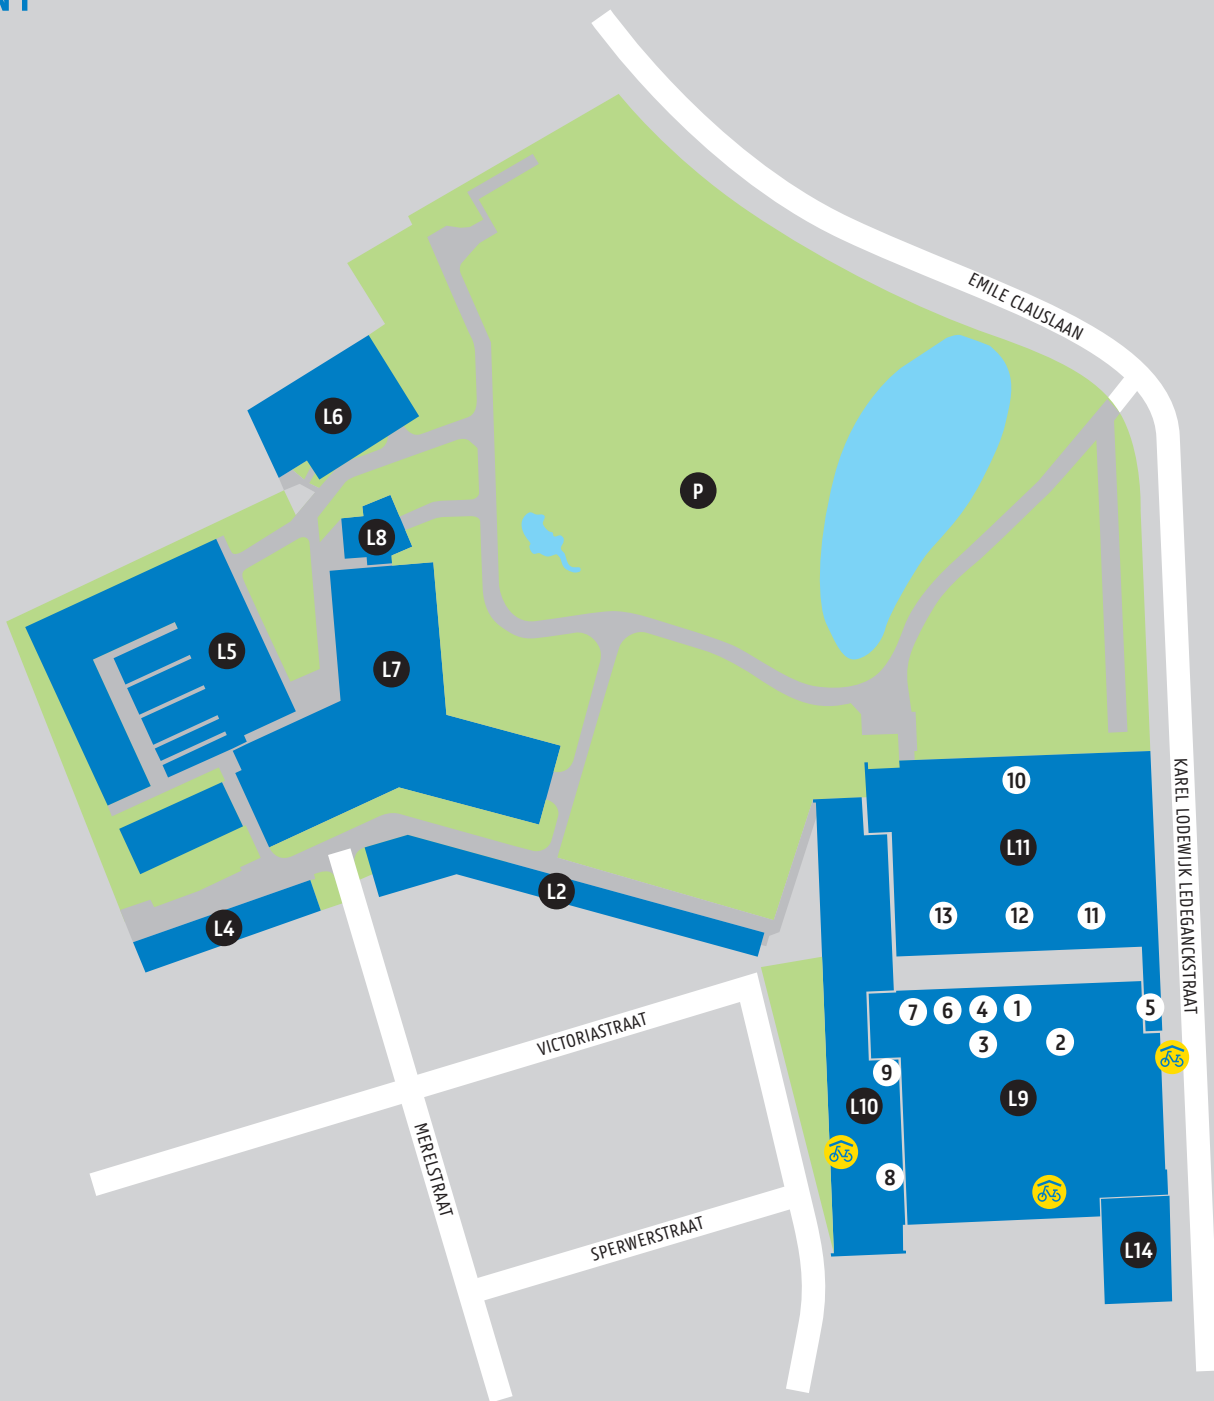 EMILE CLAUSLAAN
L6
P
L8
L5
L7
10
KAREL LODEWIJK LEDEGANCKSTRAAT
L11
L2
13
12
11
L4
7
6
4
1
5
VICTORIASTRAAT
3
2
9
L10
L9
MERELSTRAAT
8
SPERWERSTRAAT
L14